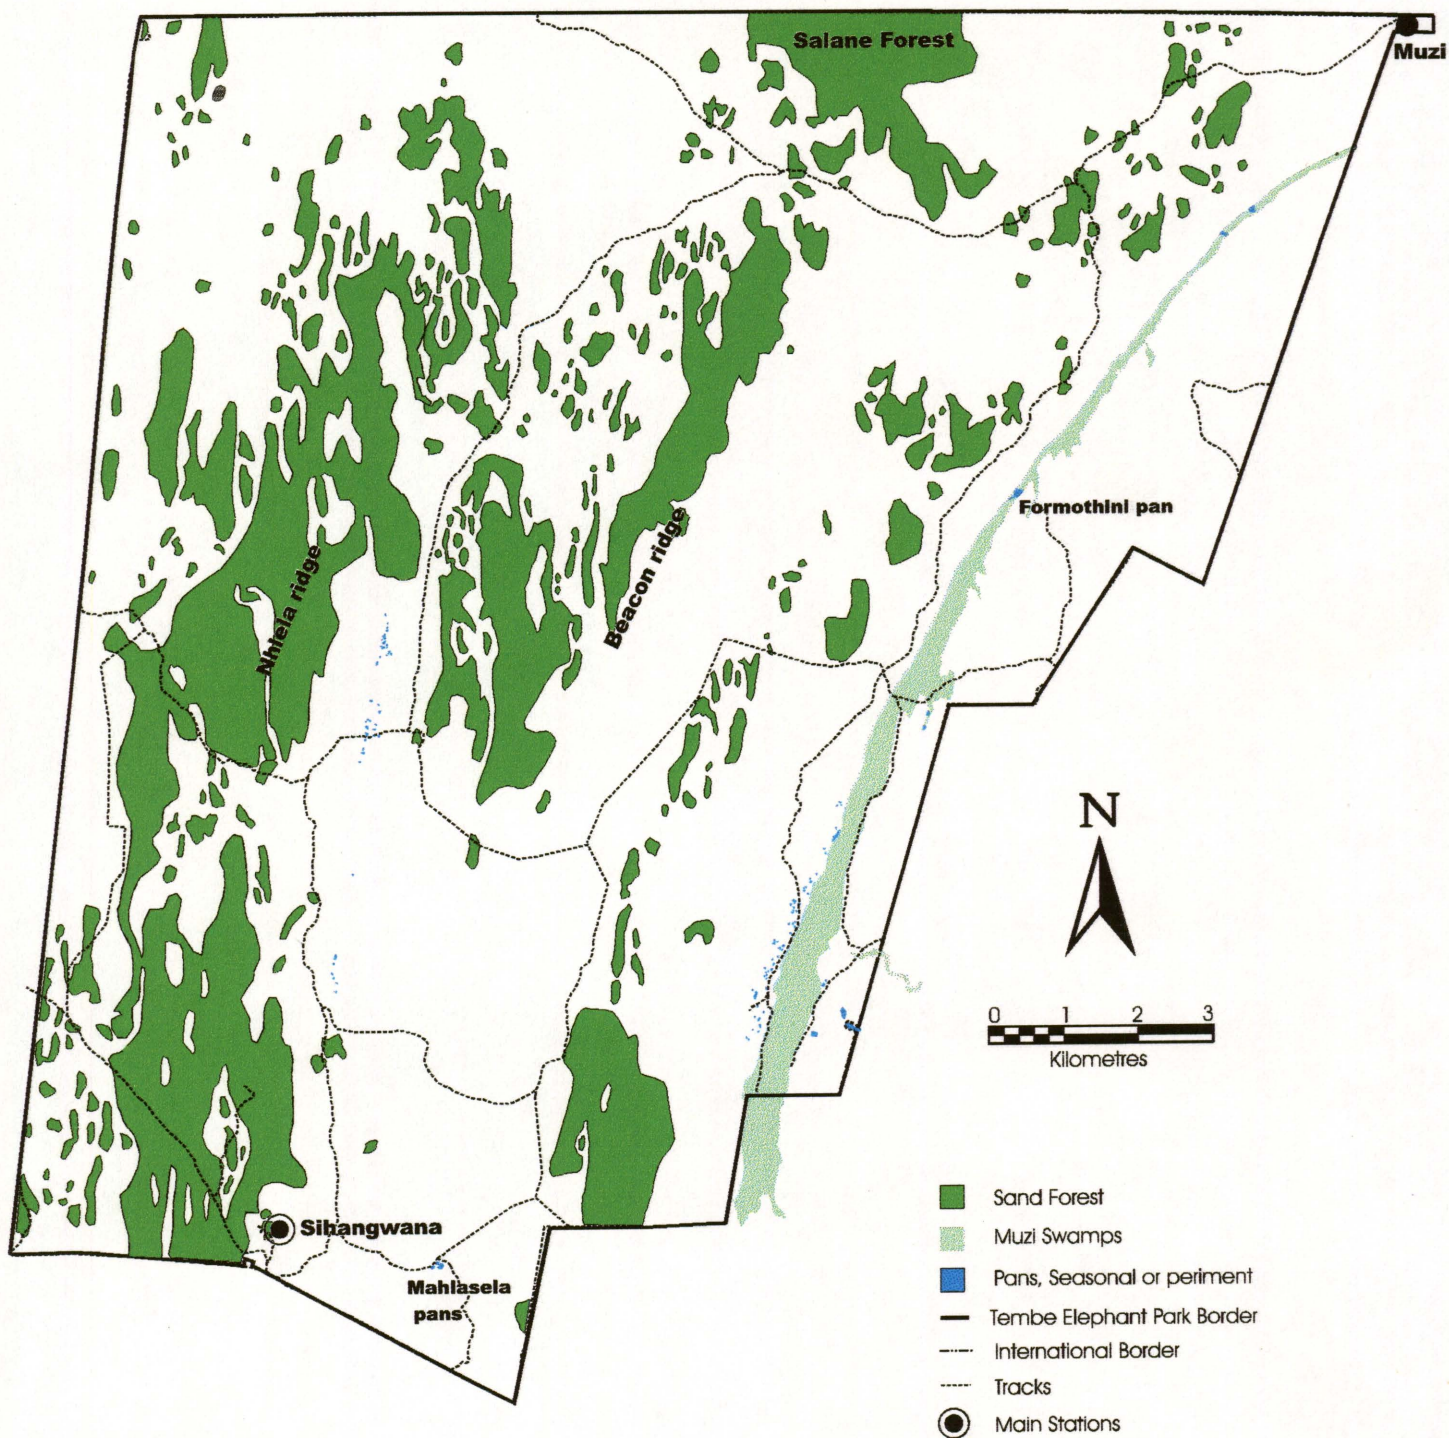 Salane Forest
Muzi
Formothini pan
Nhlela ridge
Beacon ridge
N
0 1 2 3
Kilometres
Sihangwana
Mahlasela
pans
Sand Forest
Muzi Swamps
Pans, Seasonal or periment
Tembe Elephant Park Border
International Border
Tracks
Main Stations